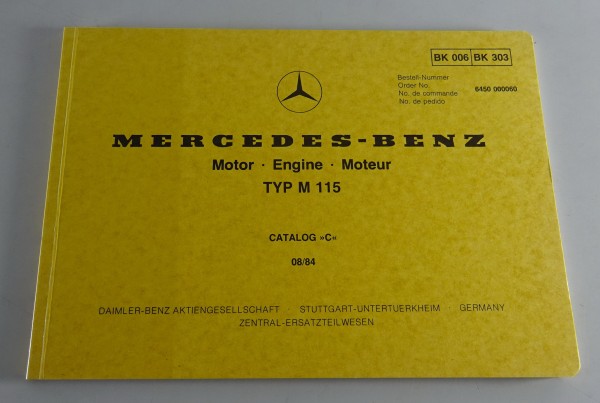 BK 006 BK 303
Bestell-Nummer
Order No.
No. de commande
No. de pedido
6450 000060
MERCEDES-BENZ
Motor · Engine · Moteur
TYP M 115
CATALOG »C«
08/84
DAIMLER-BENZ AKTIENGESELLSCHAFT · STUTTGART-UNTERTUERKHEIM · GERMANY
ZENTRAL-ERSATZTEILWESEN